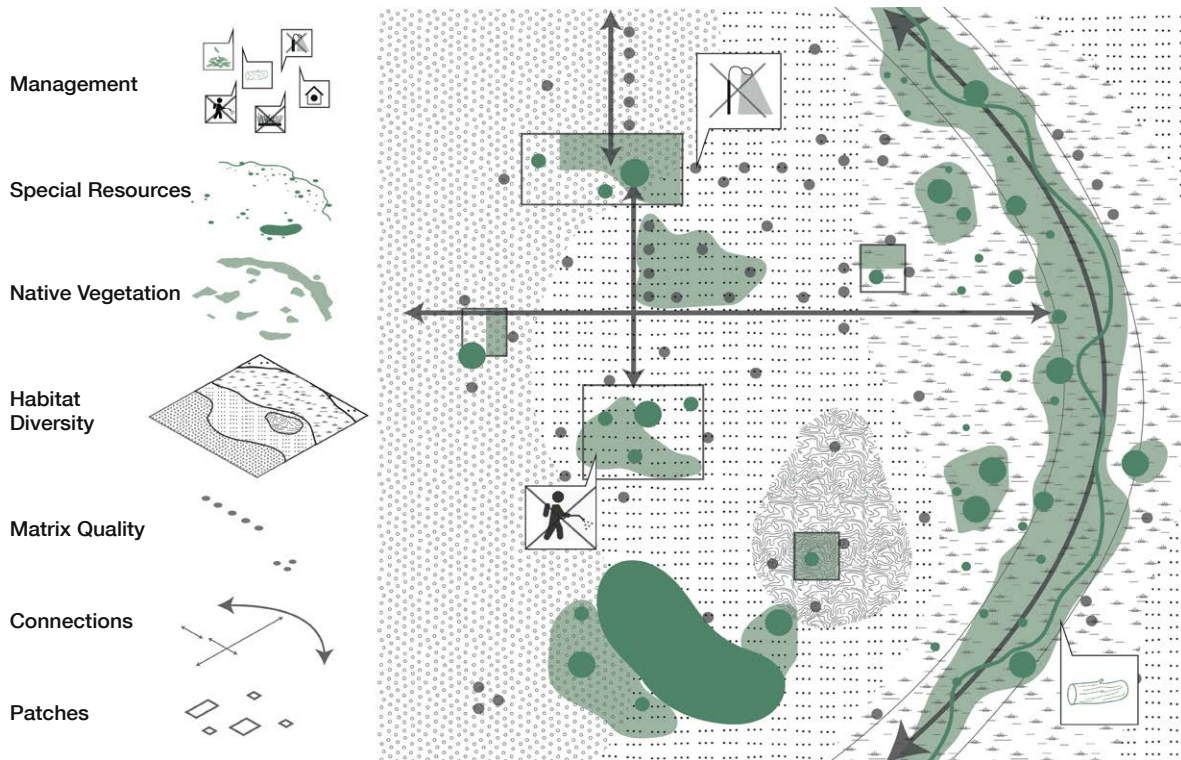 Management
Special Resources
Native Vegetation
Habitat
Diversity
Matrix Quality
Connections
Patches